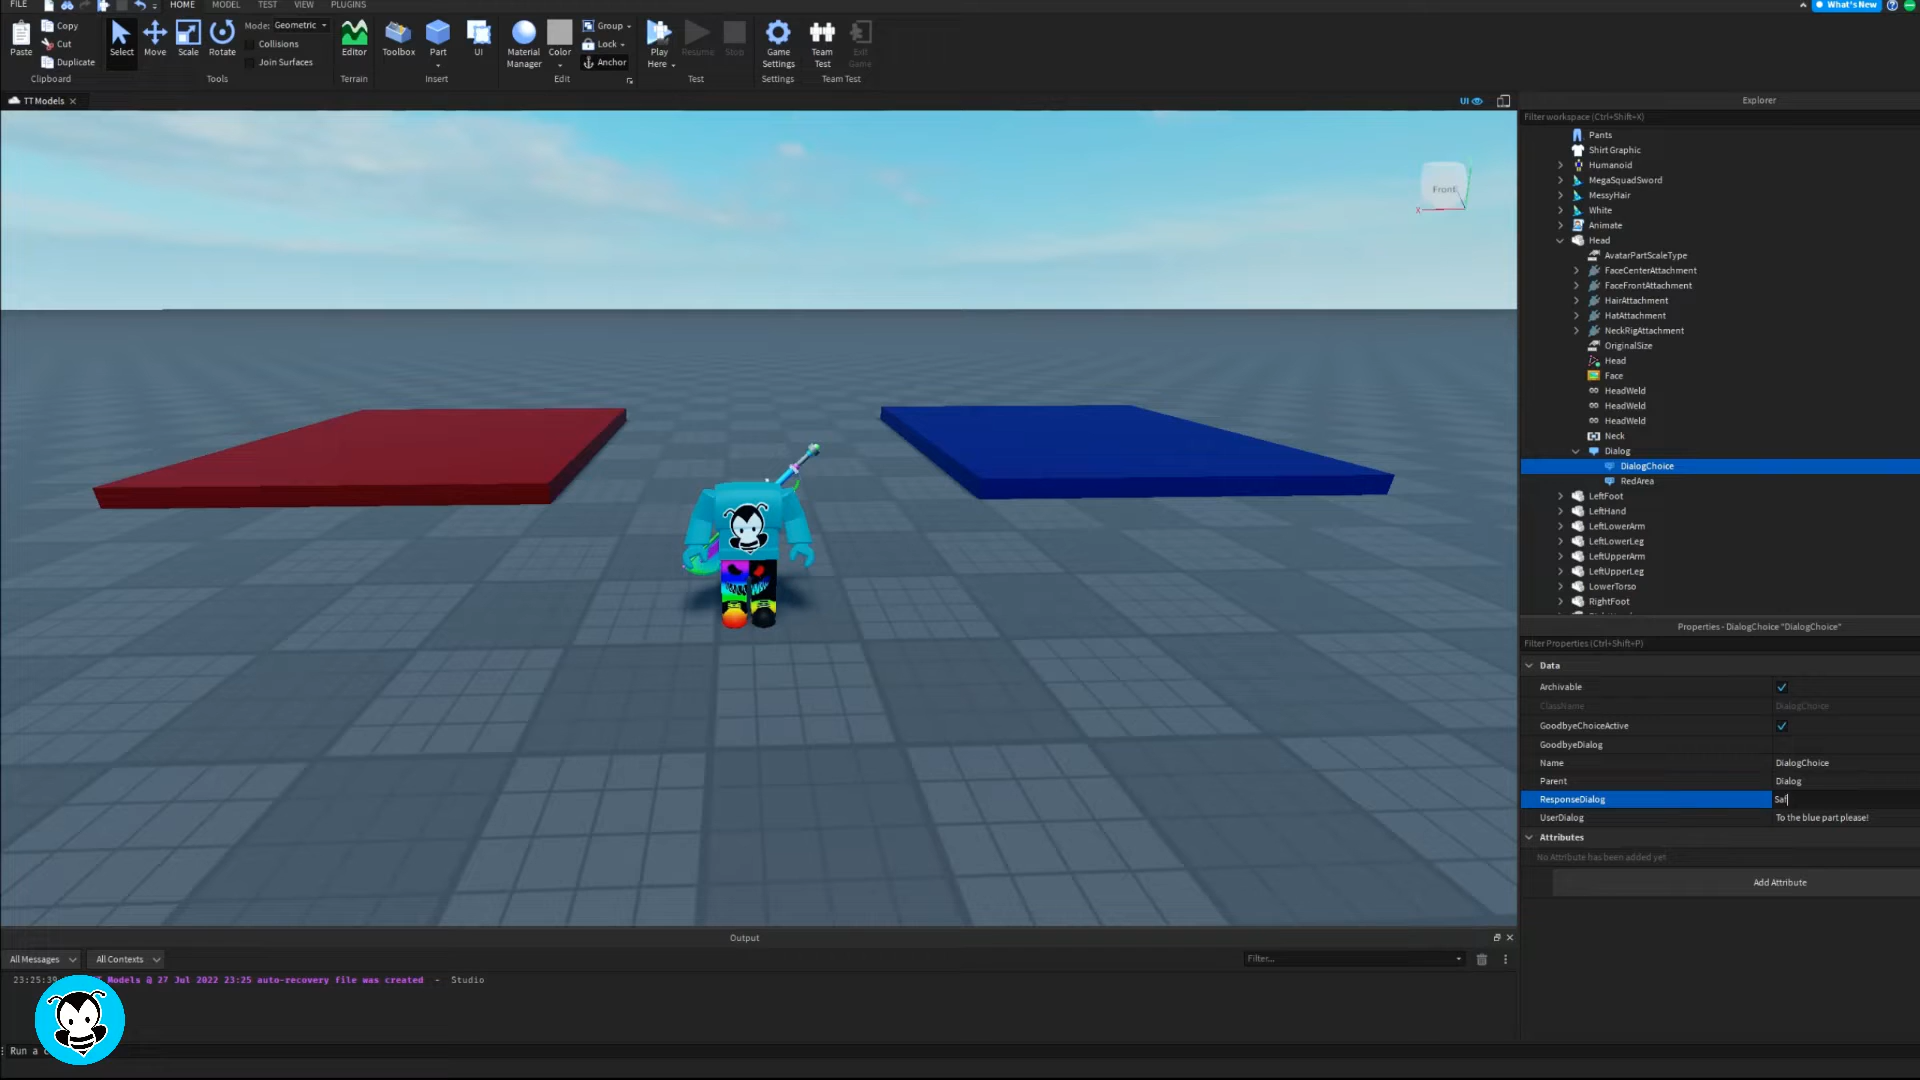 FILE HOME MODEL TEST VIEW PLUGINS What's New
Paste Copy Cut Duplicate Select Move Scale Rotate Mode: Geometric Collisions Join Surfaces Editor Toolbox Part UI Material Manager Color Group Lock Anchor Play Here Resume Stop Game Settings Team Test Exit Game
Clipboard Tools Terrain Insert Edit Test Settings Team Test
TT Models UI
Front
X
Explorer
Filter workspace (Ctrl+Shift+X)
Pants
Shirt Graphic
Humanoid
MegaSquadSword
MessyHair
White
Animate
Head
AvatarPartScaleType
FaceCenterAttachment
FaceFrontAttachment
HairAttachment
HatAttachment
NeckRigAttachment
OriginalSize
Head
Face
HeadWeld
HeadWeld
HeadWeld
Neck
Dialog
DialogChoice
RedArea
LeftFoot
LeftHand
LeftLowerArm
LeftLowerLeg
LeftUpperArm
LeftUpperLeg
LowerTorso
RightFoot
Properties - DialogChoice "DialogChoice"
Filter Properties (Ctrl+Shift+P)
Data
Archivable
ClassName DialogChoice
GoodbyeChoiceActive
GoodbyeDialog
Name DialogChoice
Parent Dialog
ResponseDialog Saf
UserDialog To the blue part please!
Attributes
No Attribute has been added yet
Add Attribute
Output
All Messages All Contexts Filter...
23:25:39 Models @ 27 Jul 2022 23:25 auto-recovery file was created - Studio
Run a